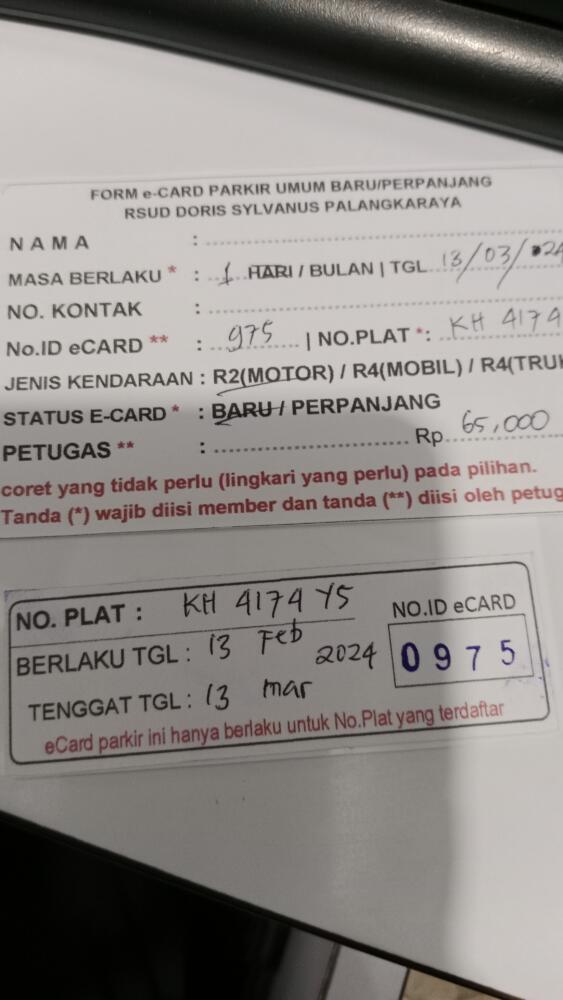 FORM e-CARD PARKIR UMUM BARU/PERPANJANG
RSUD DORIS SYLVANUS PALANGKARAYA
NAMA :
MASA BERLAKU * : 1 HARI / BULAN | TGL 13/03/24
NO. KONTAK :
No.ID eCARD ** : 975 | NO.PLAT *: KH 4174
JENIS KENDARAAN : R2(MOTOR) / R4(MOBIL) / R4(TRU
STATUS E-CARD * : BARU / PERPANJANG
PETUGAS ** : Rp. 65,000
coret yang tidak perlu (lingkari yang perlu) pada pilihan.
Tanda (*) wajib diisi member dan tanda (**) diisi oleh petug
NO. PLAT : KH 4174 YS
NO.ID eCARD
BERLAKU TGL : 13 Feb 2024
0975
TENGGAT TGL : 13 mar
eCard parkir ini hanya berlaku untuk No.Plat yang terdaftar